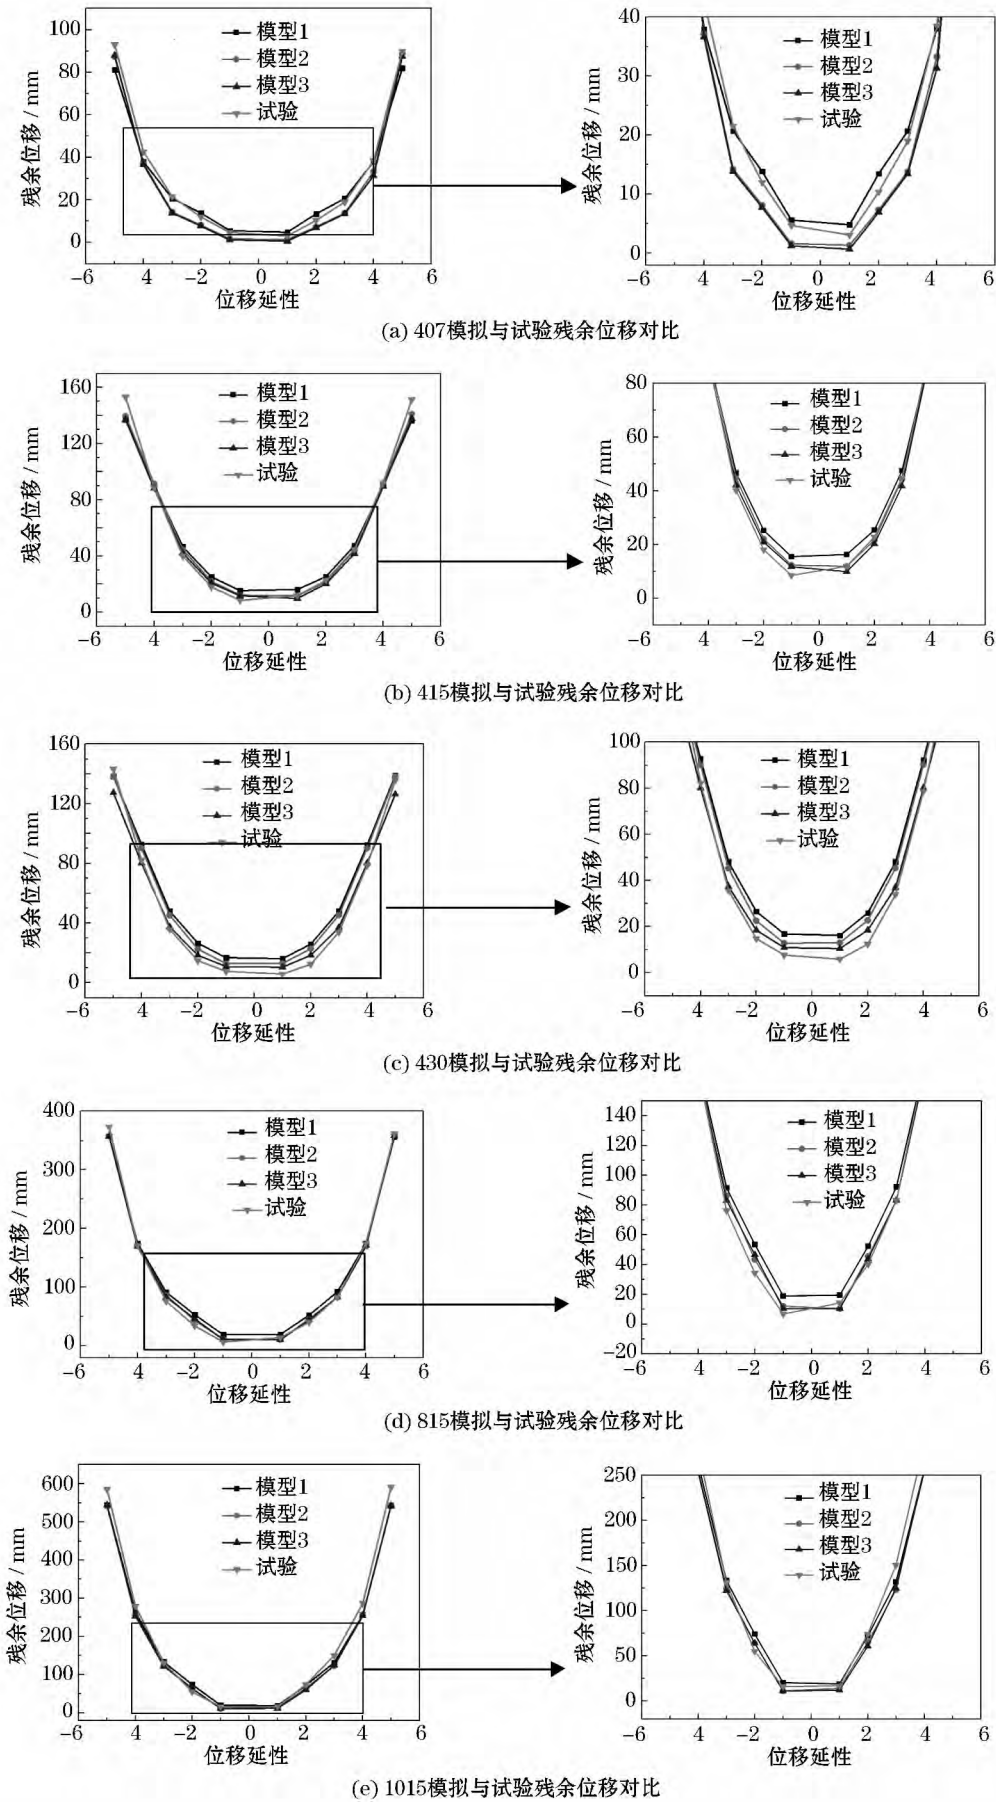 100
80
60
40
20
0
残余位移 / mm
模型1
模型2
模型3
试验
−6
4
−2
0
2
4
6
位移延性
40
30
20
10
0
残余位移 / mm
模型1
模型2
模型3
试验
−6
4
−2
0
2
4
6
位移延性
(a) 407模拟与试验残余位移对比
160
120
80
40
0
残余位移 / mm
模型1
模型2
模型3
试验
−6
4
−2
0
2
4
6
位移延性
80
60
40
20
0
残余位移 / mm
模型1
模型2
模型3
试验
−6
4
−2
0
2
4
6
位移延性
(b) 415模拟与试验残余位移对比
160
120
80
40
0
残余位移 / mm
模型1
模型2
模型3
试验
−6
4
−2
0
2
4
6
位移延性
100
80
60
40
20
0
残余位移 / mm
模型1
模型2
模型3
试验
−6
4
−2
0
2
4
6
位移延性
(c) 430模拟与试验残余位移对比
400
300
200
100
0
残余位移 / mm
模型1
模型2
模型3
试验
−6
4
−2
0
2
4
6
位移延性
140
120
100
80
60
40
20
0
−20
残余位移 / mm
模型1
模型2
模型3
试验
−6
4
−2
0
2
4
6
位移延性
(d) 815模拟与试验残余位移对比
600
500
400
300
200
100
0
残余位移 / mm
模型1
模型2
模型3
试验
−6
4
−2
0
2
4
6
位移延性
250
200
150
100
50
0
残余位移 / mm
模型1
模型2
模型3
试验
−6
4
−2
0
2
4
6
位移延性
(e) 1015模拟与试验残余位移对比